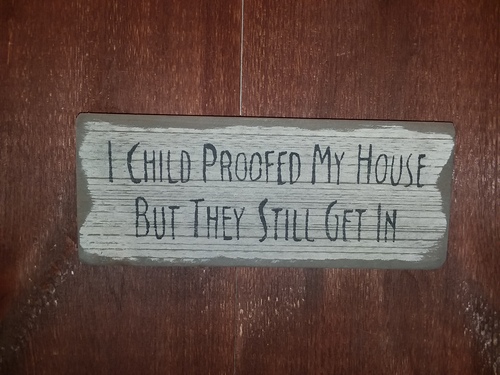 I Child Proofed My House
But They Still Get In